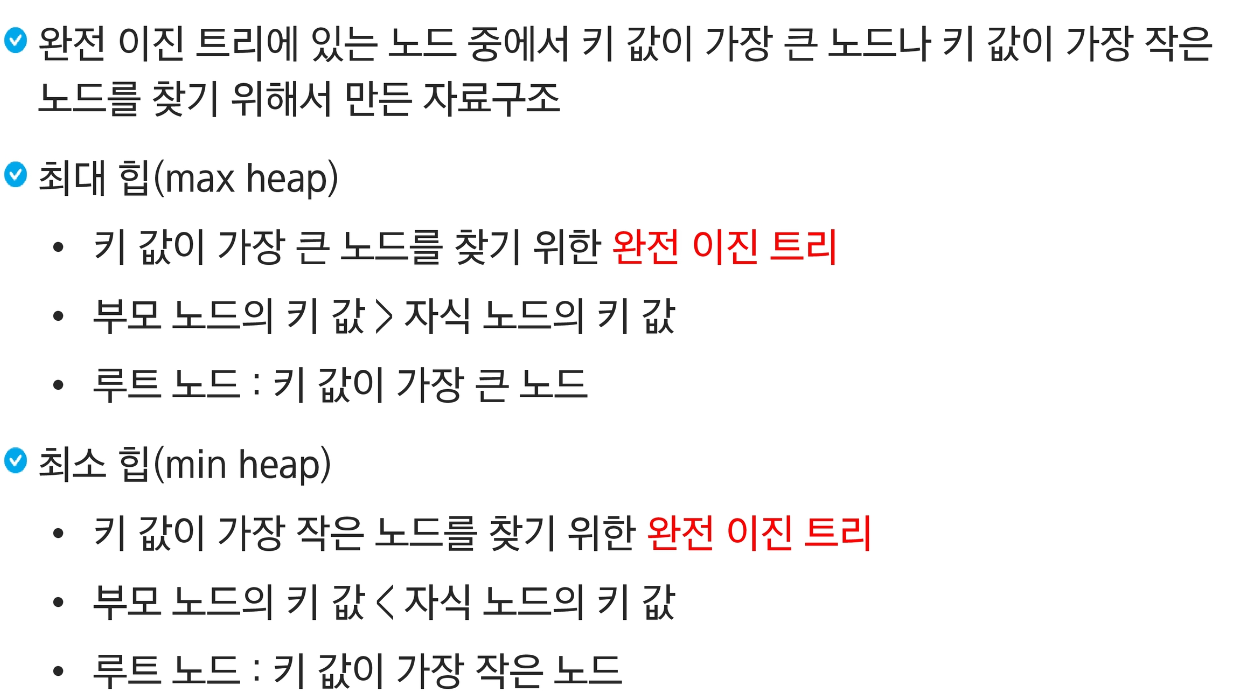 완전 이진 트리에 있는 노드 중에서 키 값이 가장 큰 노드나 키 값이 가장 작은
노드를 찾기 위해서 만든 자료구조
최대 힙(max heap)
• 키 값이 가장 큰 노드를 찾기 위한 완전 이진 트리
• 부모 노드의 키 값 > 자식 노드의 키 값
• 루트 노드 : 키 값이 가장 큰 노드
최소 힙(min heap)
• 키 값이 가장 작은 노드를 찾기 위한 완전 이진 트리
• 부모 노드의 키 값 < 자식 노드의 키 값
• 루트 노드 : 키 값이 가장 작은 노드